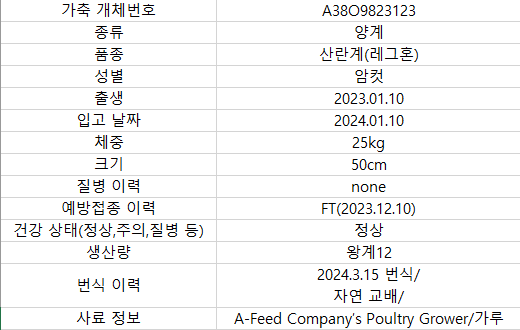 가축 개체번호 A38O9823123
종류 양계
품종 산란계(레그혼)
성별 암컷
출생 2023.01.10
입고 날짜 2024.01.10
체중 25kg
크기 50cm
질병 이력 none
예방접종 이력 FT(2023.12.10)
건강 상태(정상,주의,질병 등) 정상
생산량 왕계12
번식 이력 2024.3.15 번식/
자연 교배/
사료 정보 A-Feed Company's Poultry Grower/가루